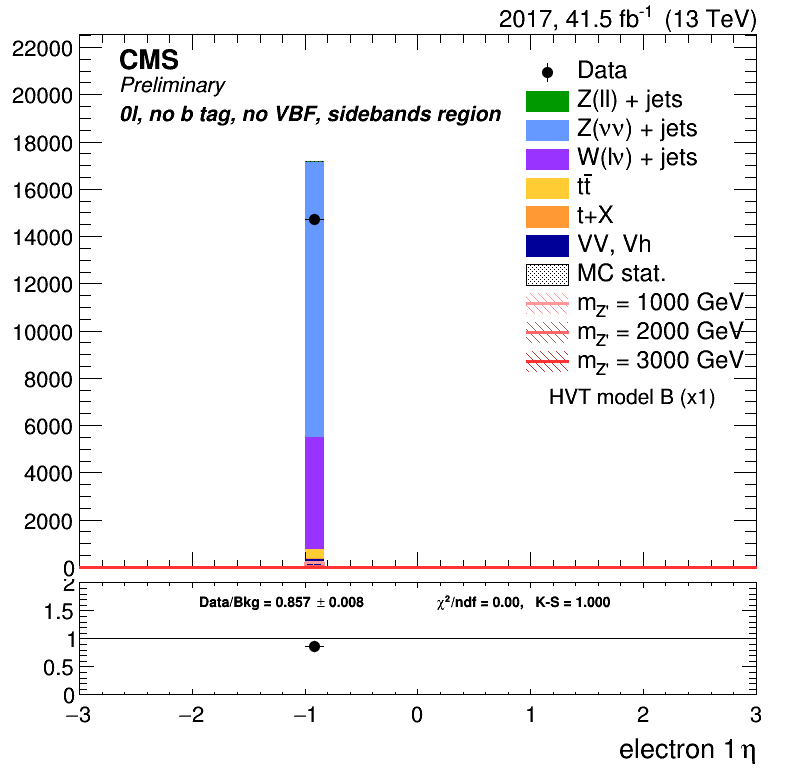 2017, 41.5 fb⁻¹ (13 TeV)
CMS
Preliminary
0l, no b tag, no VBF, sidebands region
Data
Z(ll) + jets
Z(νν) + jets
W(lν) + jets
tt̄
t+X
VV, Vh
MC stat.
m_Z' = 1000 GeV
m_Z' = 2000 GeV
m_Z' = 3000 GeV
HVT model B (x1)
22000
20000
18000
16000
14000
12000
10000
8000
6000
4000
2000
0
Data/Bkg = 0.857 ± 0.008 χ²/ndf = 0.00, K-S = 1.000
2
1.5
1
0.5
0
−3 −2 −1 0 1 2 3
electron 1 η